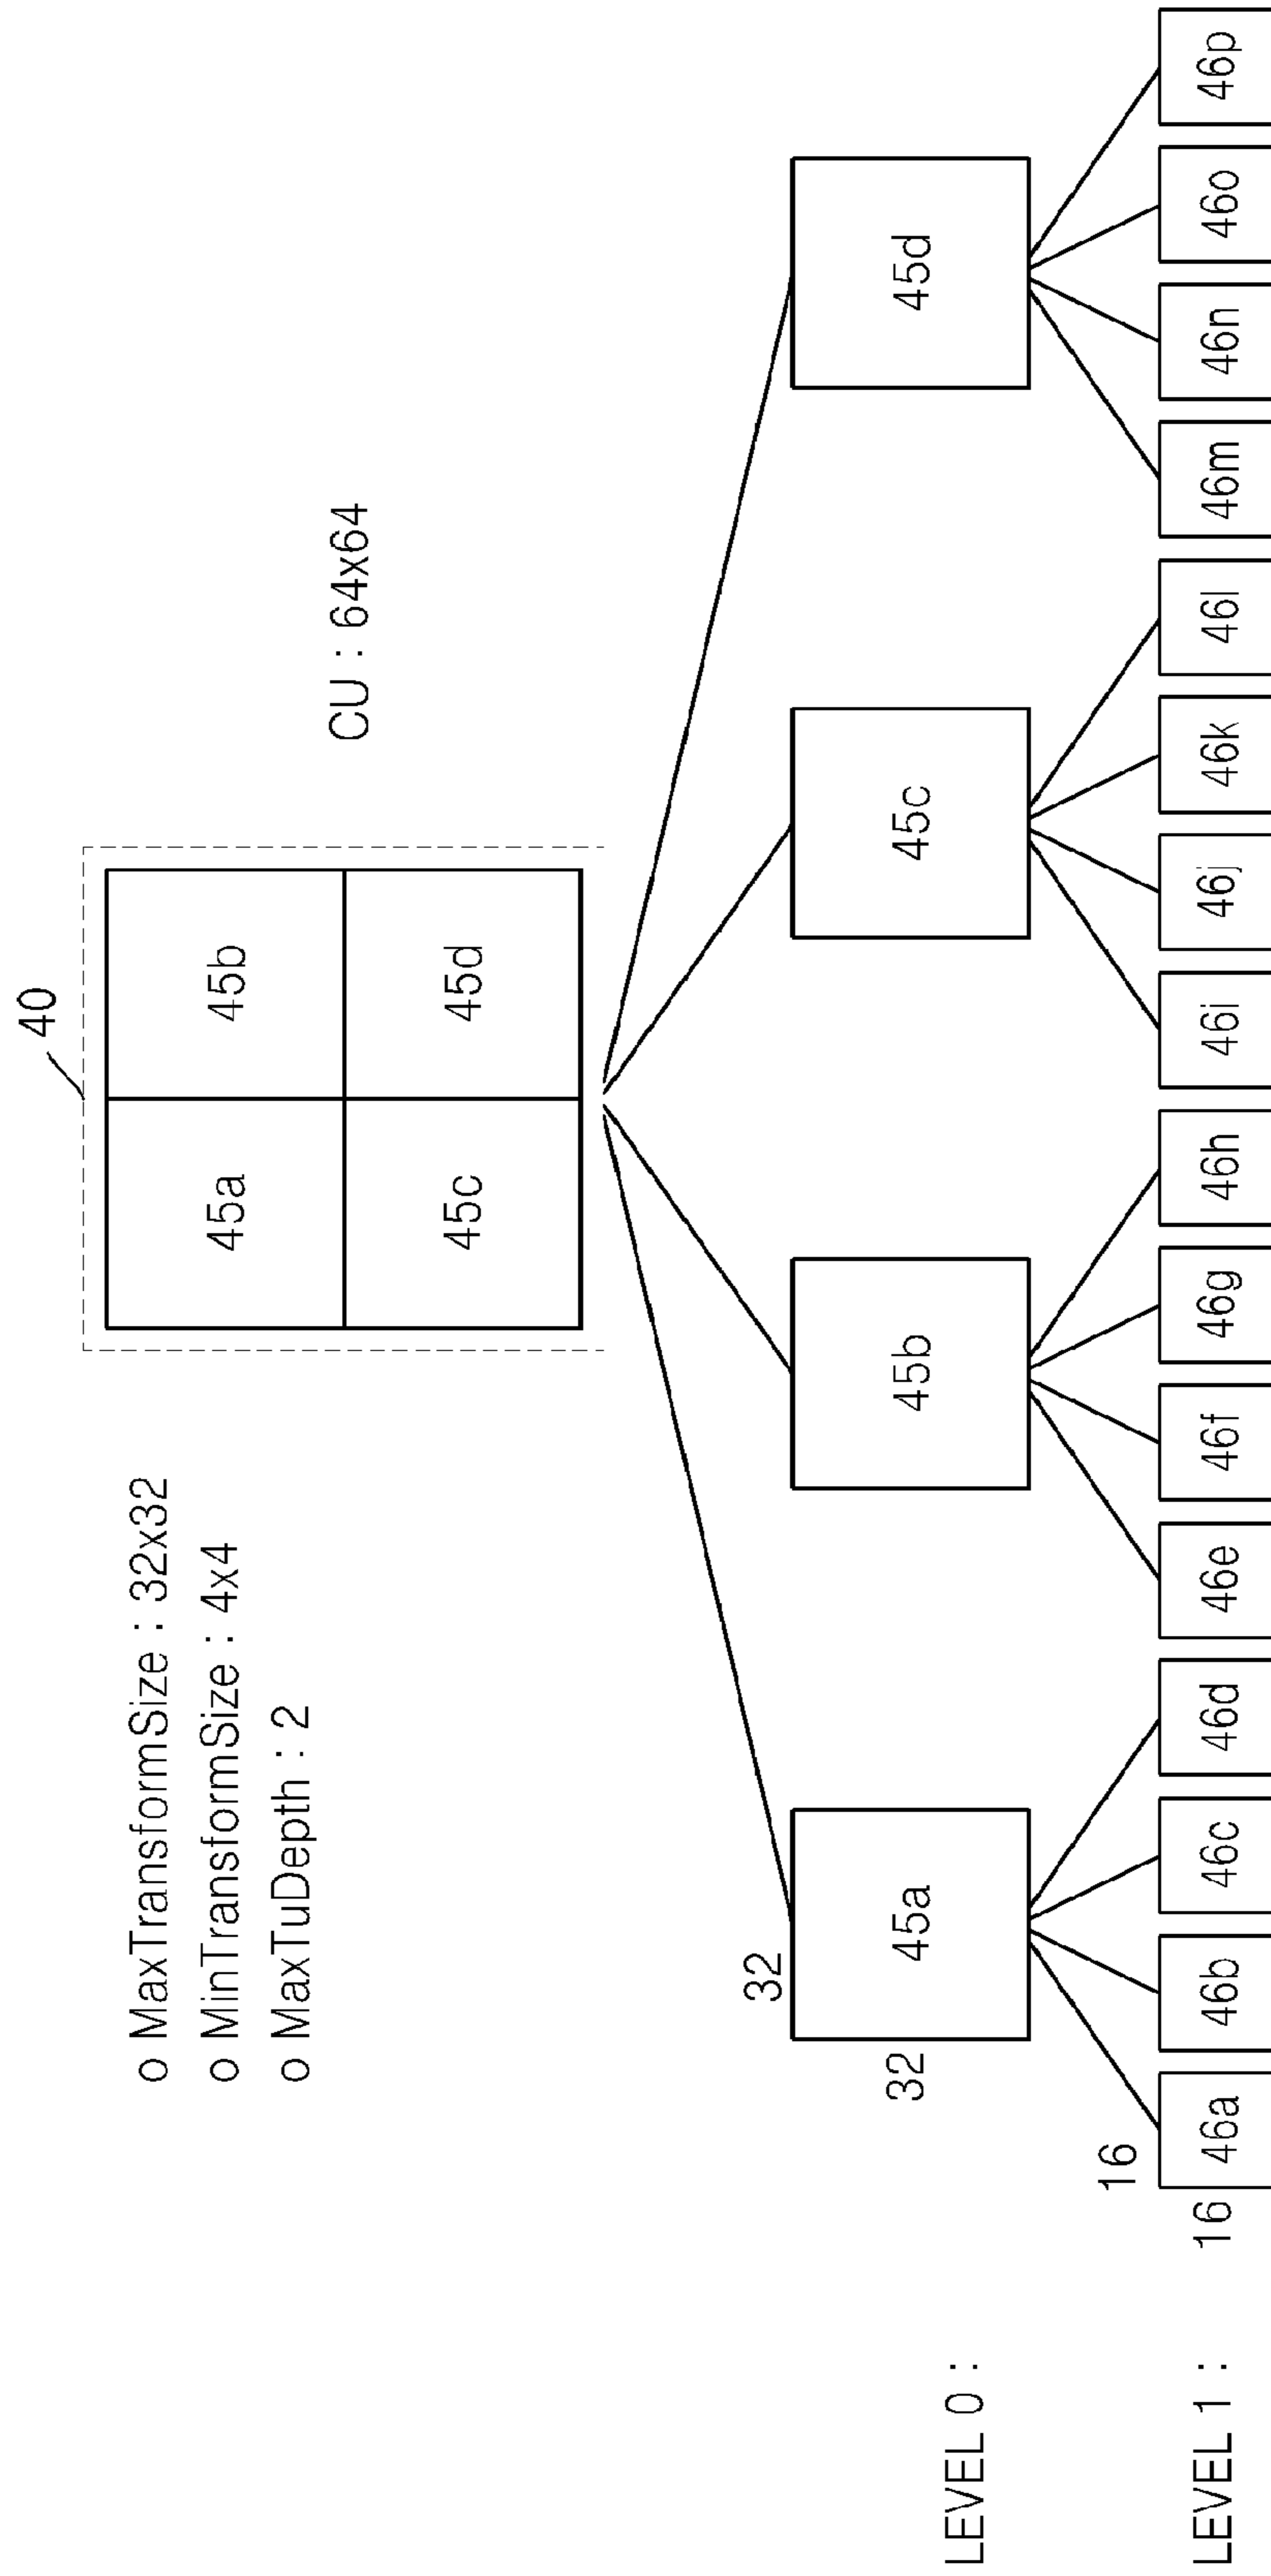 40
o MaxTransformSize : 32x32
o MinTransformSize : 4x4
o MaxTuDepth : 2
CU : 64x64
45a 45b
45c 45d
32
LEVEL 0 : 32 45a 45b 45c 45d
16
LEVEL 1 : 16 46a 46b 46c 46d 46e 46f 46g 46h 46i 46j 46k 46l 46m 46n 46o 46p